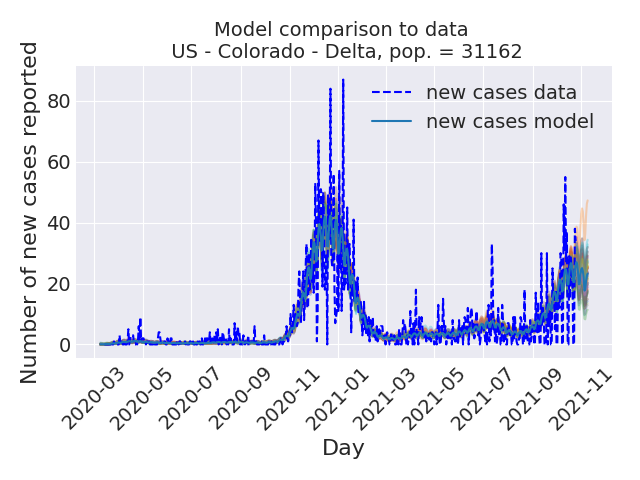 Model comparison to data
US - Colorado - Delta, pop. = 31162
Number of new cases reported
80
60
40
20
0
new cases data
new cases model
2020-03
2020-05
2020-07
2020-09
2020-11
2021-01
2021-03
2021-05
2021-07
2021-09
2021-11
Day